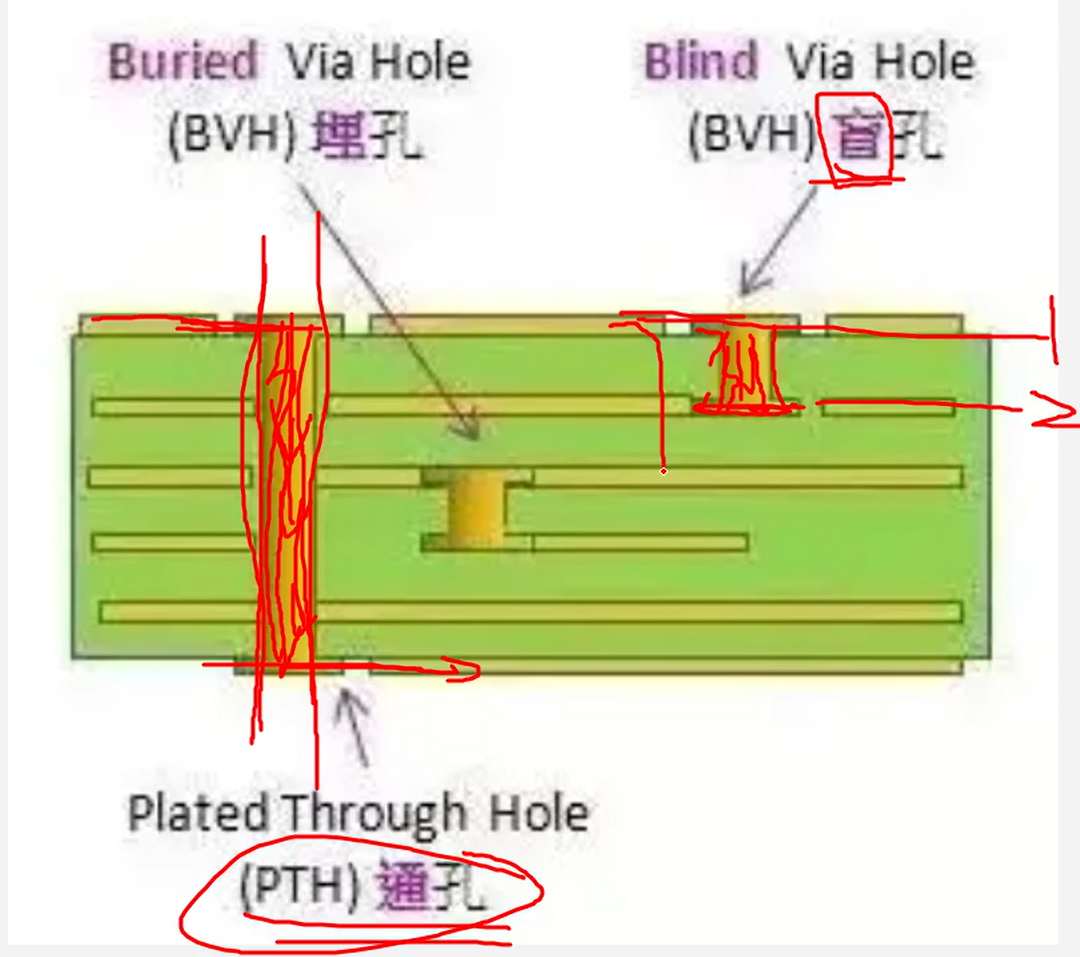 Buried Via Hole
(BVH) 埋孔
Blind Via Hole
(BVH) 盲孔
1
2
Plated Through Hole
(PTH) 通孔